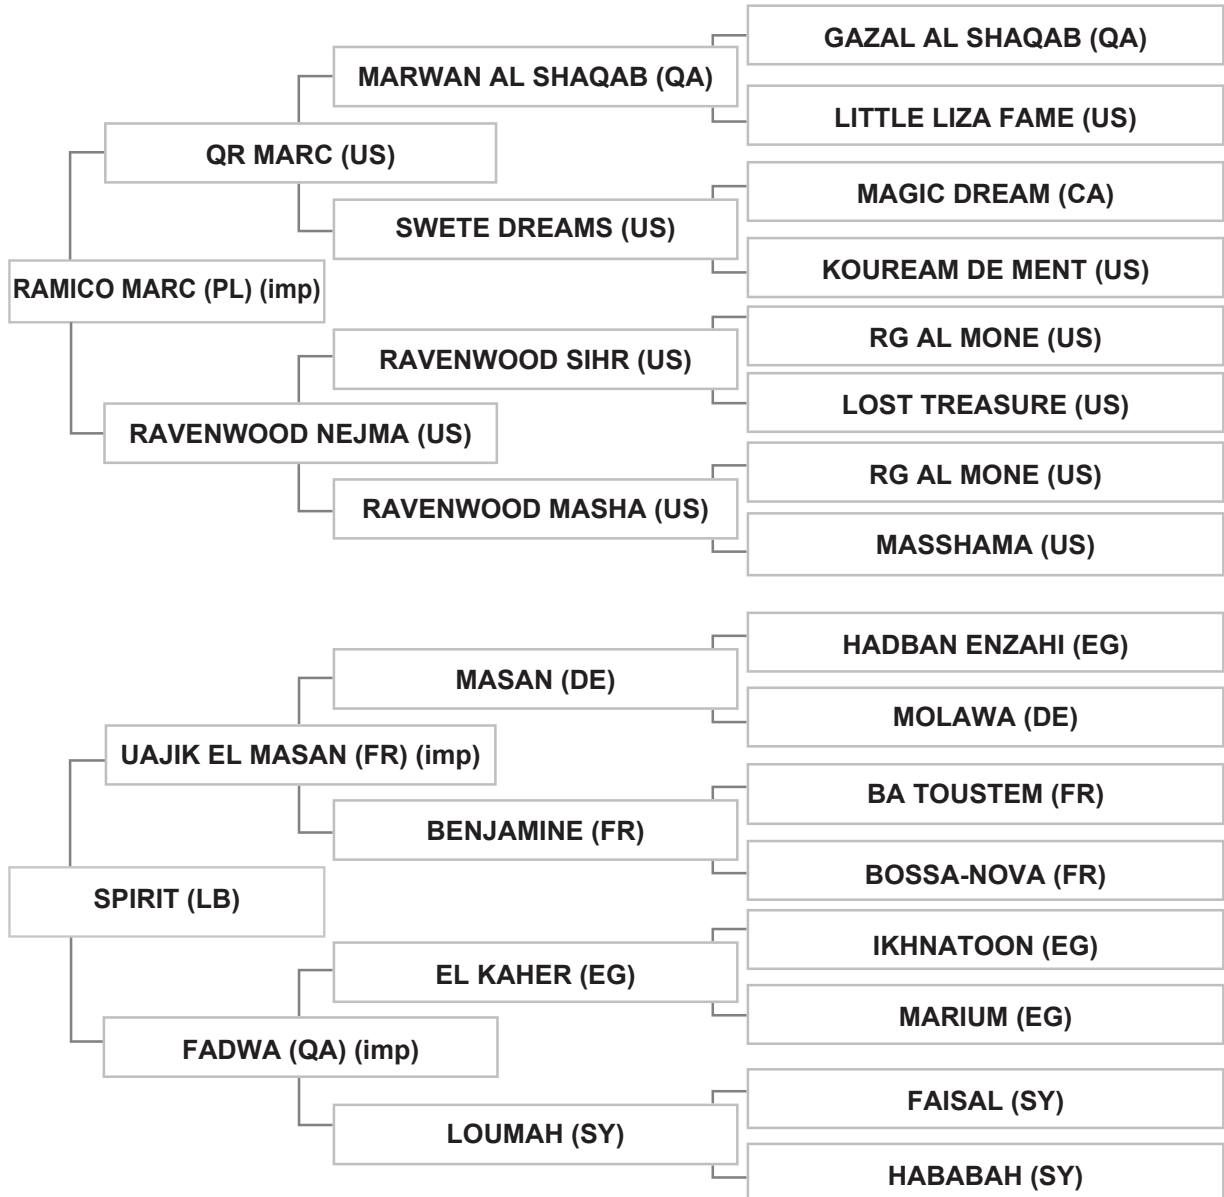 GAZAL AL SHAQAB (QA)
MARWAN AL SHAQAB (QA)
LITTLE LIZA FAME (US)
QR MARC (US)
MAGIC DREAM (CA)
SWETE DREAMS (US)
KOUREAM DE MENT (US)
RAMICO MARC (PL) (imp)
RG AL MONE (US)
RAVENWOOD SIHR (US)
LOST TREASURE (US)
RAVENWOOD NEJMA (US)
RG AL MONE (US)
RAVENWOOD MASHA (US)
MASSHAMA (US)
HADBAN ENZAHI (EG)
MASAN (DE)
MOLAWA (DE)
UAJIK EL MASAN (FR) (imp)
BA TOUSTEM (FR)
BENJAMINE (FR)
BOSSA-NOVA (FR)
SPIRIT (LB)
IKHNATOON (EG)
EL KAHER (EG)
MARIUM (EG)
FADWA (QA) (imp)
FAISAL (SY)
LOUMAH (SY)
HABABAH (SY)